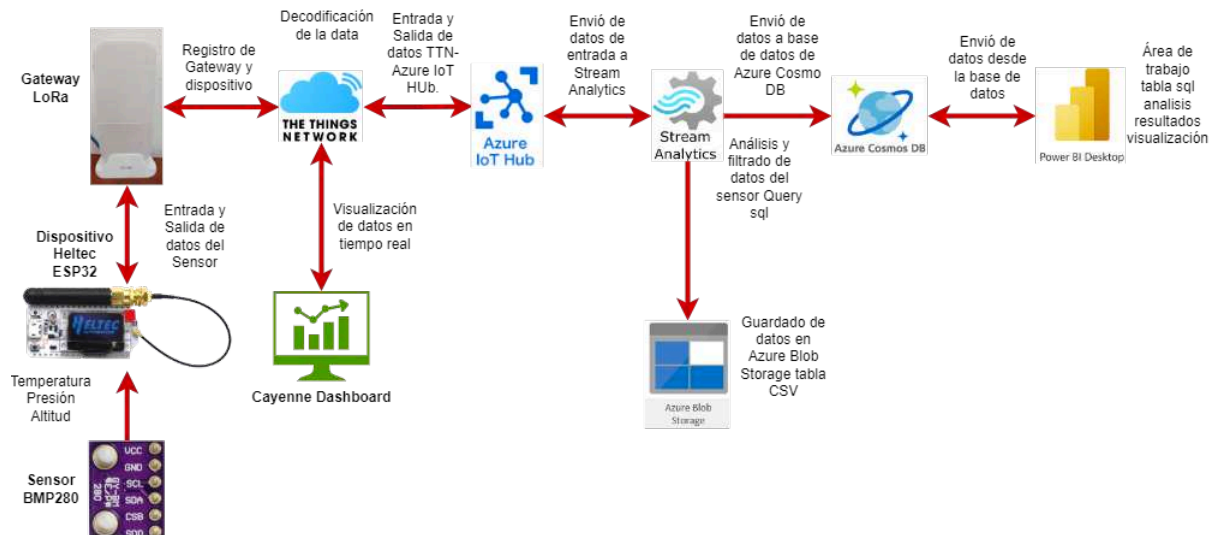 Gateway
LoRa
Registro de
Gateway y
dispositivo
Decodificación
de la data
THE THINGS
NETWORK
Entrada y
Salida de
datos TTN-
Azure IoT
HUb.
Azure
IoT Hub
Envió de
datos de
entrada a
Stream
Analytics
Stream
Analytics
Envió de
datos a base
de datos de
Azure Cosmo
DB
Análisis y
filtrado de
datos del
sensor Query
sql
Azure Cosmos DB
Envió de
datos desde
la base de
datos
Power BI Desktop
Área de
trabajo
tabla sql
analisis
resultados
visualización
Entrada y
Salida de
datos del
Sensor
Dispositivo
Heltec
ESP32
HELTEC
Visualización
de datos en
tiempo real
Cayenne Dashboard
Guardado de
datos en
Azure Blob
Storage tabla
CSV
Azure Blob
Storage
Temperatura
Presión
Altitud
Sensor
BMP280
VCC
GND
SCL
SDA
CSB
SDO